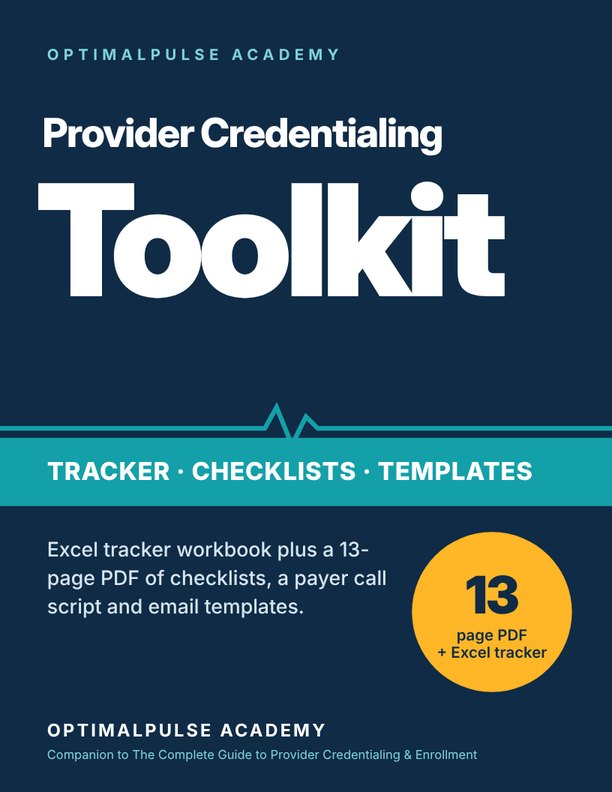 OPTIMALPULSE ACADEMY
Provider Credentialing
Toolkit
TRACKER · CHECKLISTS · TEMPLATES
Excel tracker workbook plus a 13-
page PDF of checklists, a payer call
script and email templates.
13
page PDF
+ Excel tracker
OPTIMALPULSE ACADEMY
Companion to The Complete Guide to Provider Credentialing & Enrollment